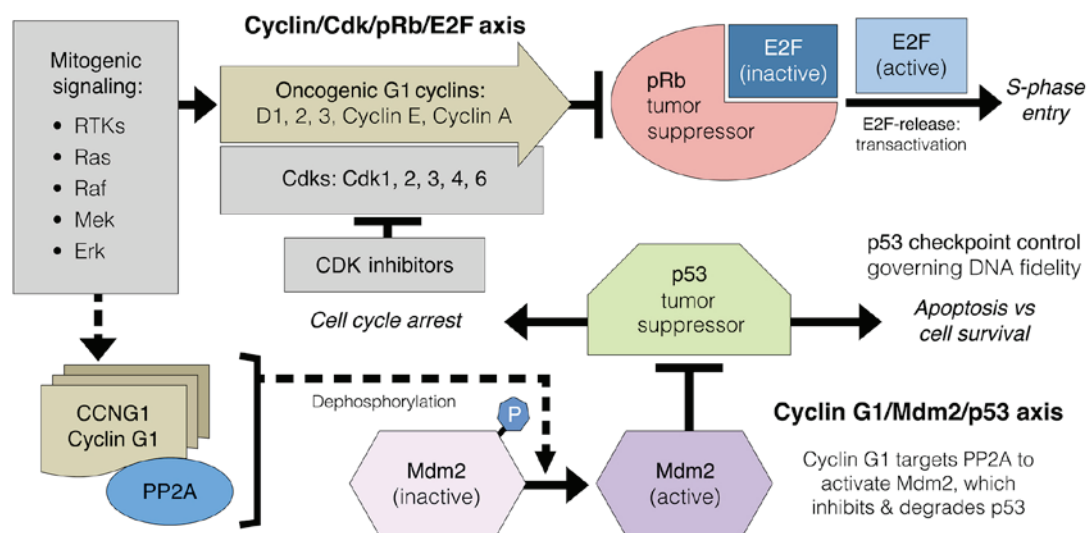 Cyclin/Cdk/pRb/E2F axis
Mitogenic
signaling:
• RTKs
• Ras
• Raf
• Mek
• Erk
Oncogenic G1 cyclins:
D1, 2, 3, Cyclin E, Cyclin A
Cdks: Cdk1, 2, 3, 4, 6
CDK inhibitors
pRb
tumor
suppressor
E2F
(inactive)
E2F
(active)
E2F-release:
transactivation
S-phase
entry
Cell cycle arrest
p53
tumor
suppressor
p53 checkpoint control
governing DNA fidelity
Apoptosis vs
cell survival
CCNG1
Cyclin G1
PP2A
Dephosphorylation
P
Mdm2
(inactive)
Mdm2
(active)
Cyclin G1/Mdm2/p53 axis
Cyclin G1 targets PP2A to
activate Mdm2, which
inhibits & degrades p53